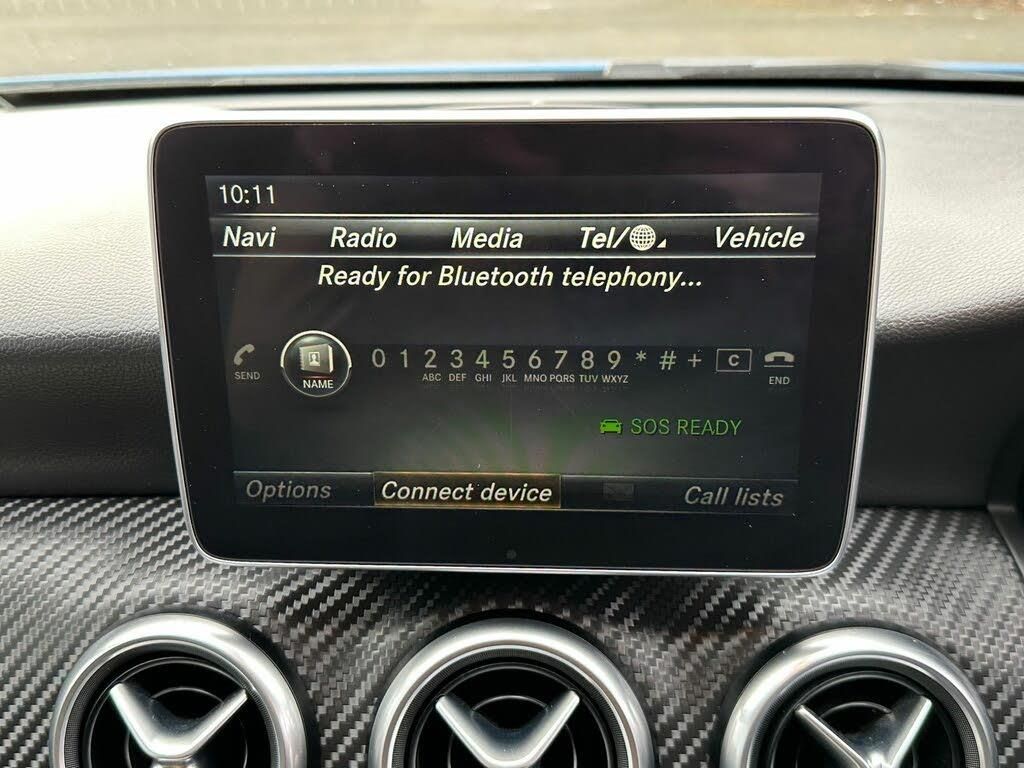 10:11
Navi Radio Media Tel/ Vehicle
Ready for Bluetooth telephony...
0 1 2 3 4 5 6 7 8 9 * # + C
SEND NAME ABC DEF GHI JKL MNO PQRS TUV WXYZ END
SOS READY
Options Connect device Call lists